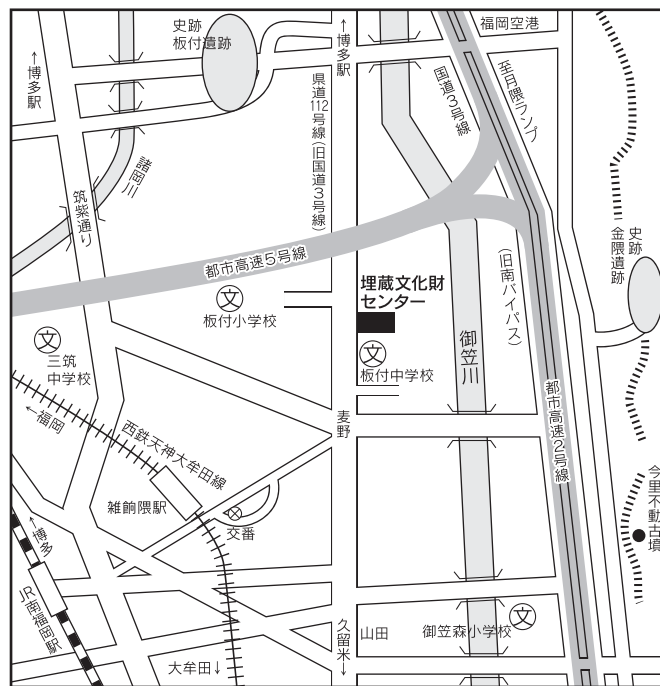 史跡
板付遺跡
←博多駅
←博多駅
県道112号線(旧国道3号線)
国道3号線
福岡空港
至月隈ランプ
諸岡川
筑紫通り
都市高速5号線
史跡
金隈遺跡
(旧南バイパス)
文
板付小学校
埋蔵文化財
センター
文
板付中学校
御笠川
文
三筑
中学校
←福岡
西鉄天神大牟田線
麦野
都市高速2号線
雑餉隈駅
交番
今里不動古墳
←博多
JR南福岡駅
大牟田↓
久留米→
山田
御笠森小学校
文